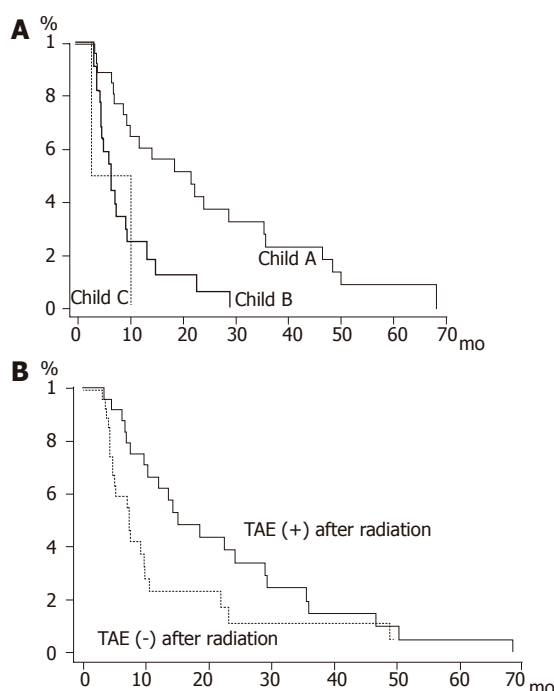 A
%
1
8
6
4
2
0
Child A
Child C
Child B
0 10 20 30 40 50 60 70 mo
B
%
1
8
6
4
2
0
TAE (+) after radiation
TAE (-) after radiation
0 10 20 30 40 50 60 70 mo